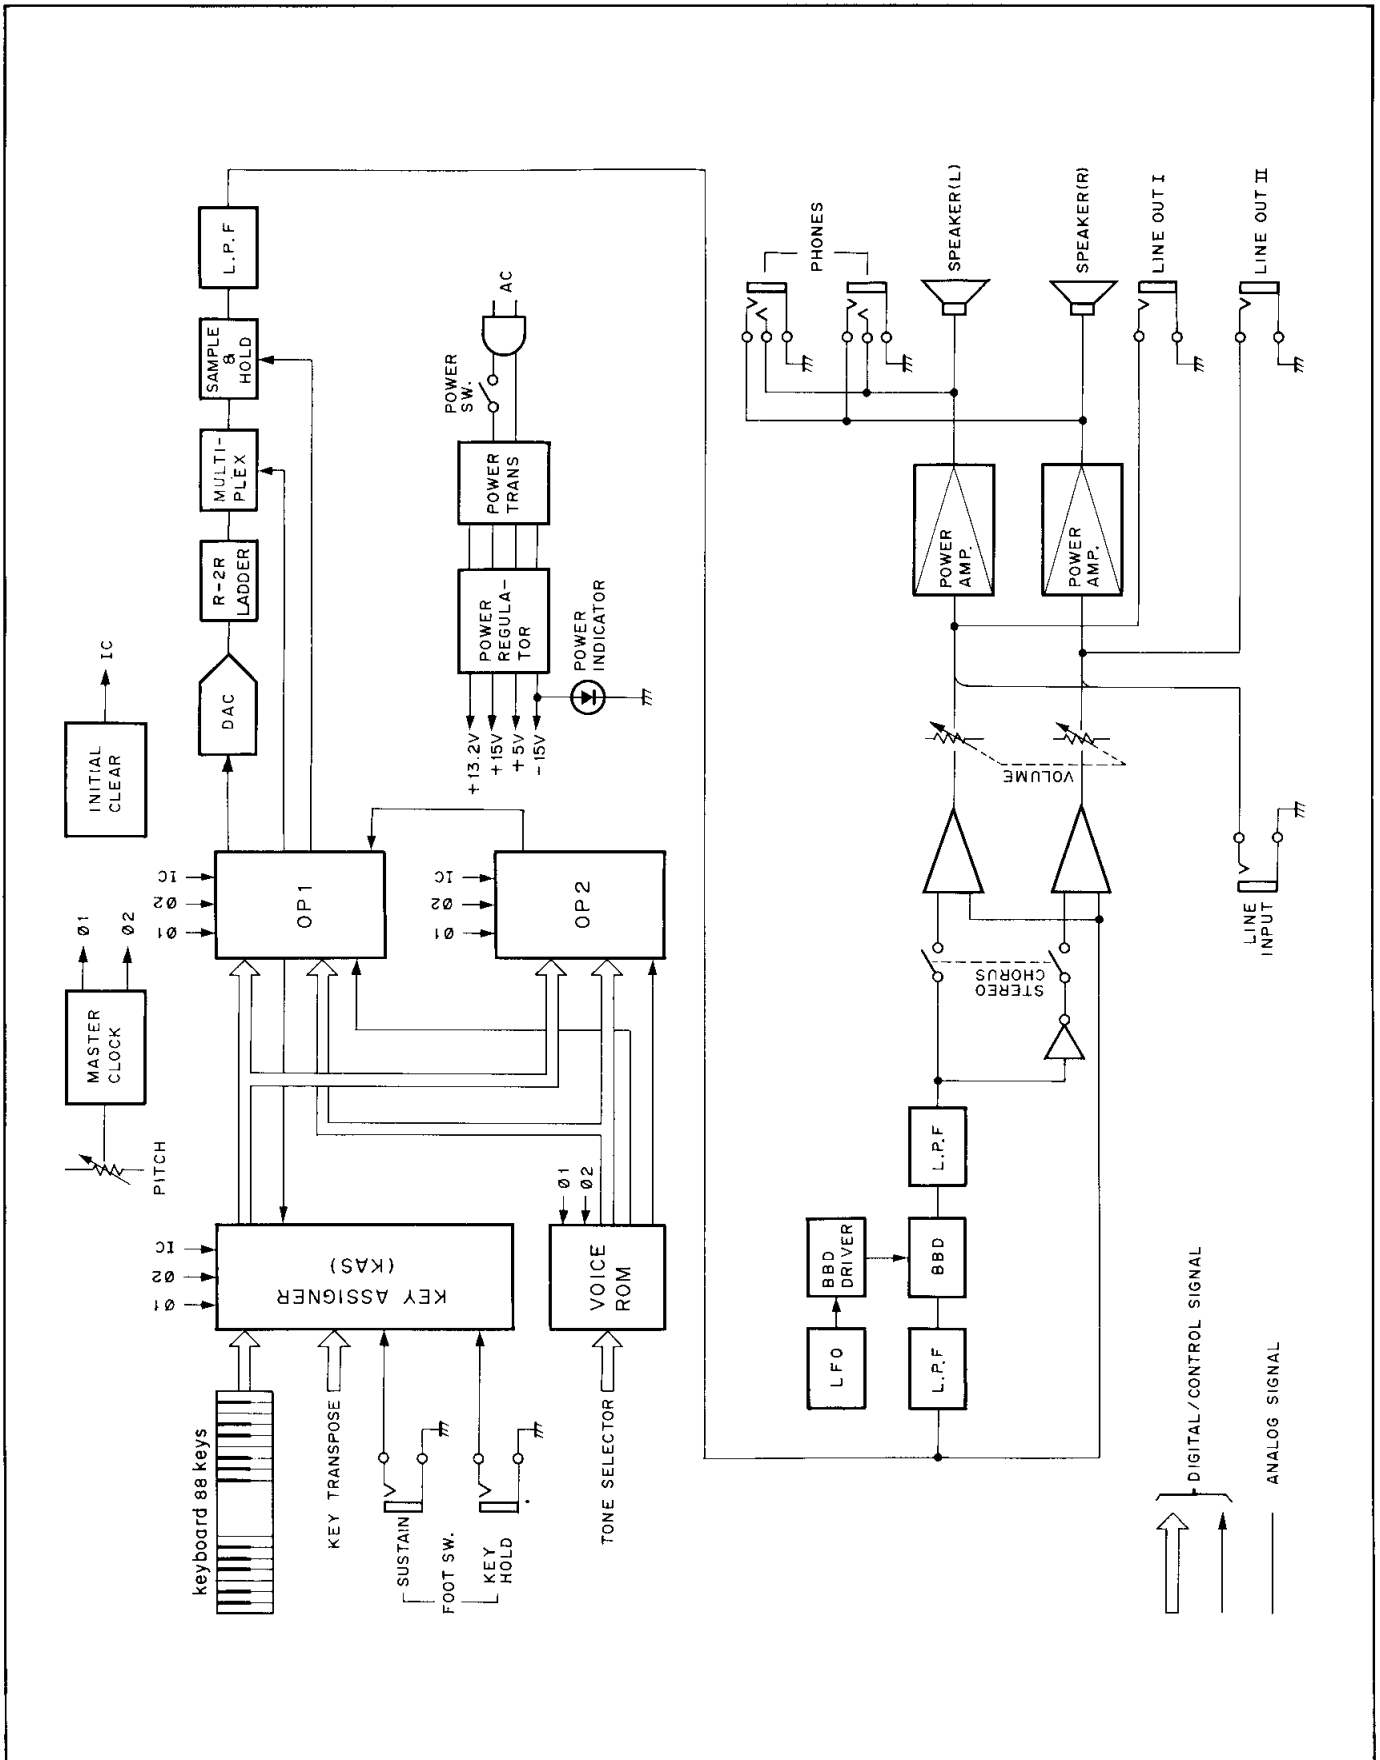 PITCH
MASTER
CLOCK
Ø1
Ø2
INITIAL
CLEAR
IC
keyboard 88 keys
KEY TRANSPOSE
SUSTAIN
FOOT SW.
KEY
HOLD
TONE SELECTOR
Ø1
Ø2
IC
KEY ASSIGNER
(KAS)
VOICE
ROM
Ø1
Ø2
Ø1
Ø2
IC
OP1
Ø1
Ø2
IC
OP2
DAC
R-2R
LADDER
MULTI-
PLEX
SAMPLE
&
HOLD
L.P.F
+13.2V
+15V
+5V
-15V
POWER
REGULA-
TOR
POWER
INDICATOR
POWER
TRANS
POWER
SW.
AC
LFO
BBD
DRIVER
L.P.F
BBD
L.P.F
STEREO
CHORUS
LINE
INPUT
VOLUME
POWER
AMP.
POWER
AMP.
PHONES
SPEAKER(L)
SPEAKER(R)
LINE OUT I
LINE OUT II
DIGITAL/CONTROL SIGNAL
ANALOG SIGNAL